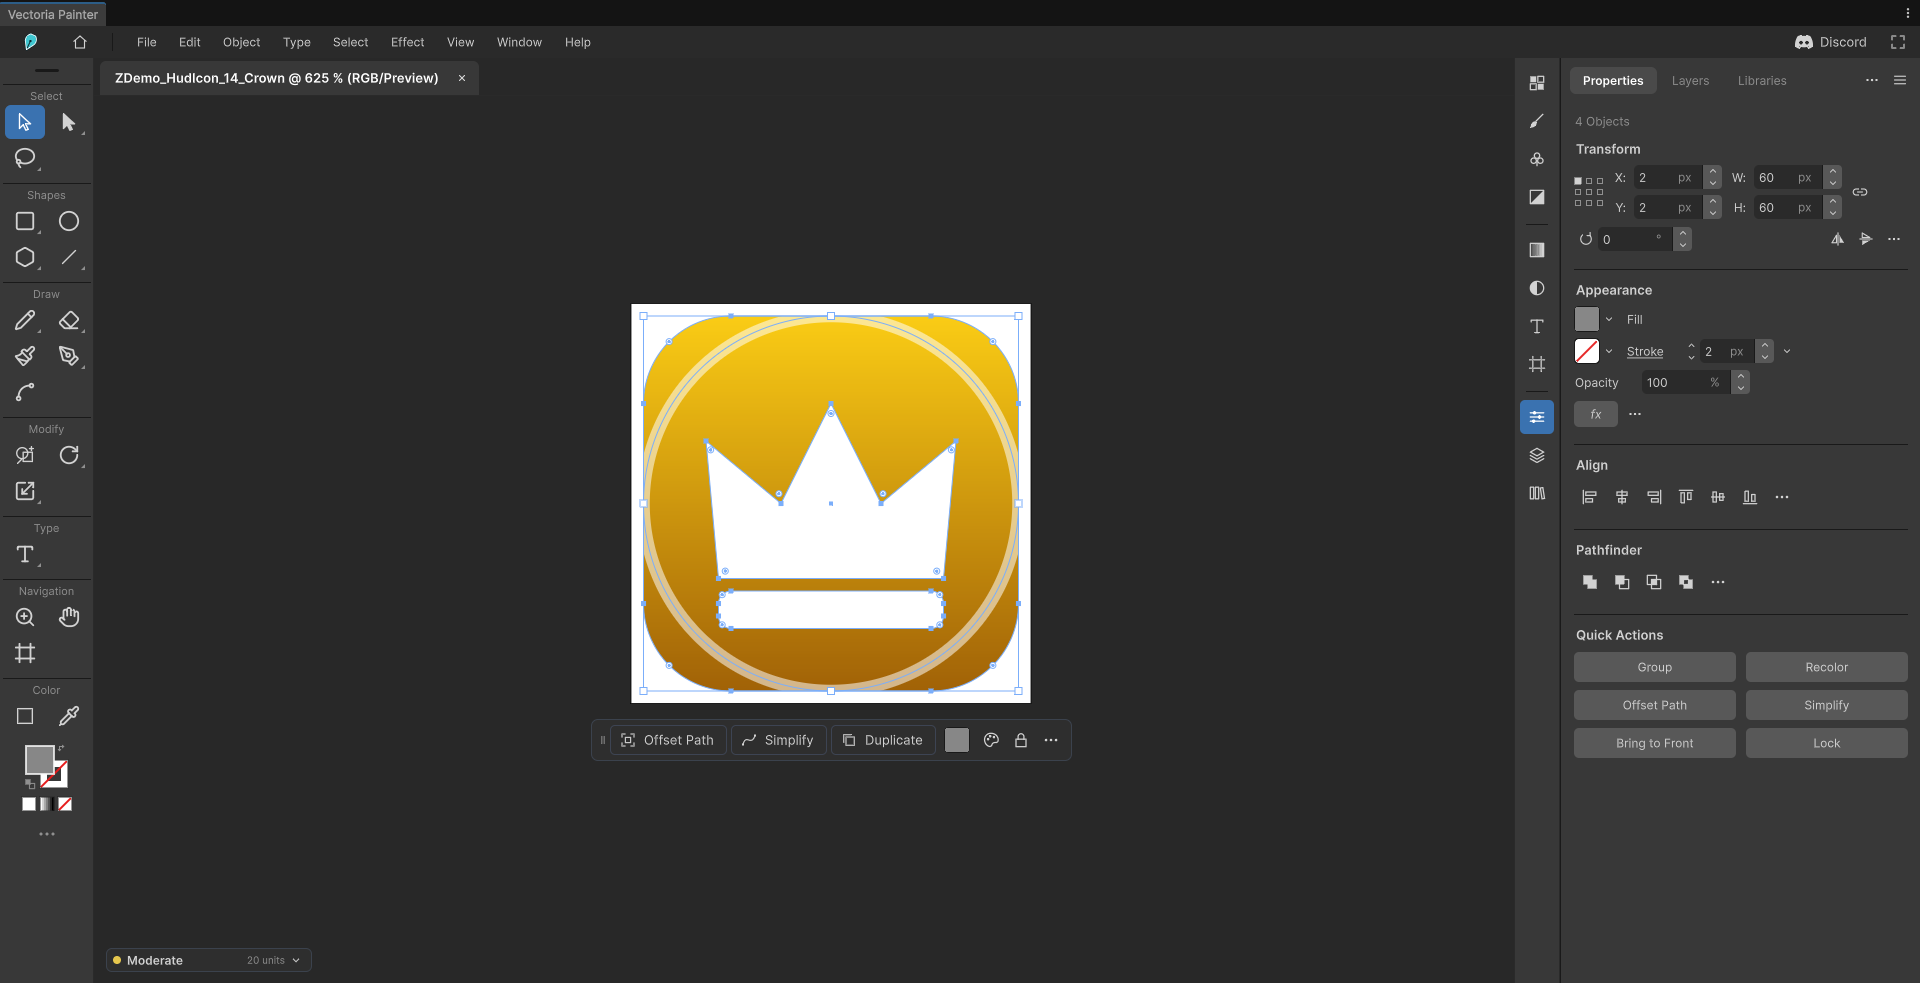 Vectoria Painter
File Edit Object Type Select Effect View Window Help
Discord
ZDemo_HudIcon_14_Crown @ 625 % (RGB/Preview) ×
Select
Shapes
Draw
Modify
Type
Navigation
Color
Offset Path Simplify Duplicate
Moderate 20 units
Properties Layers Libraries
4 Objects
Transform
X: 2 px W: 60 px
Y: 2 px H: 60 px
0 °
Appearance
Fill
Stroke 2 px
Opacity 100 %
fx
Align
Pathfinder
Quick Actions
Group Recolor
Offset Path Simplify
Bring to Front Lock